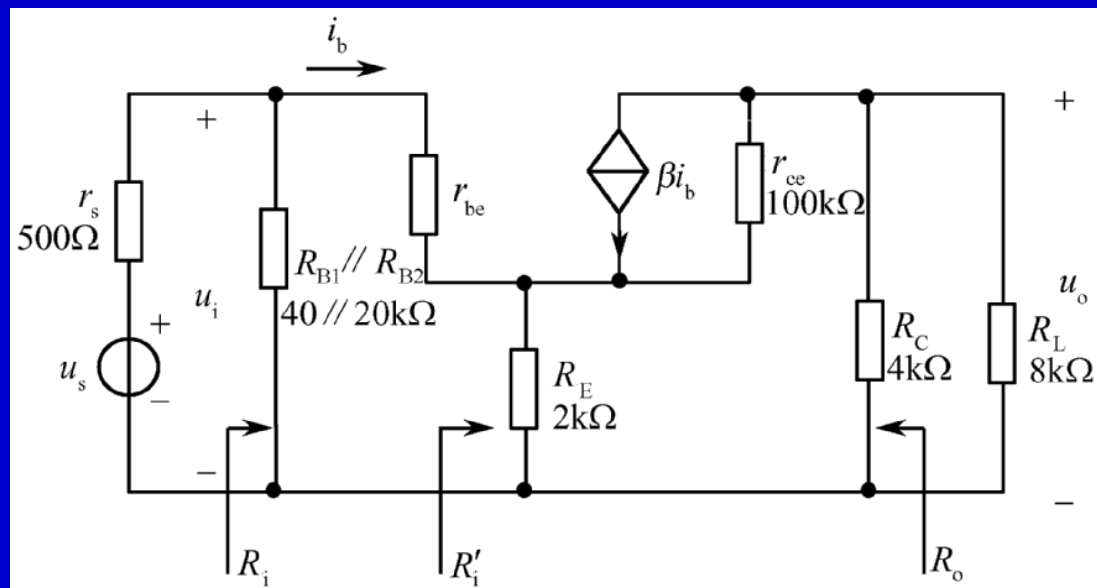 i_b
+
r_s
500Ω
u_i
+
u_s
−
−
R_B1 // R_B2
40 // 20kΩ
r_be
βi_b
r_ce
100kΩ
R_E
2kΩ
R_C
4kΩ
R_L
8kΩ
+
u_o
−
R_i
R_i′
R_o